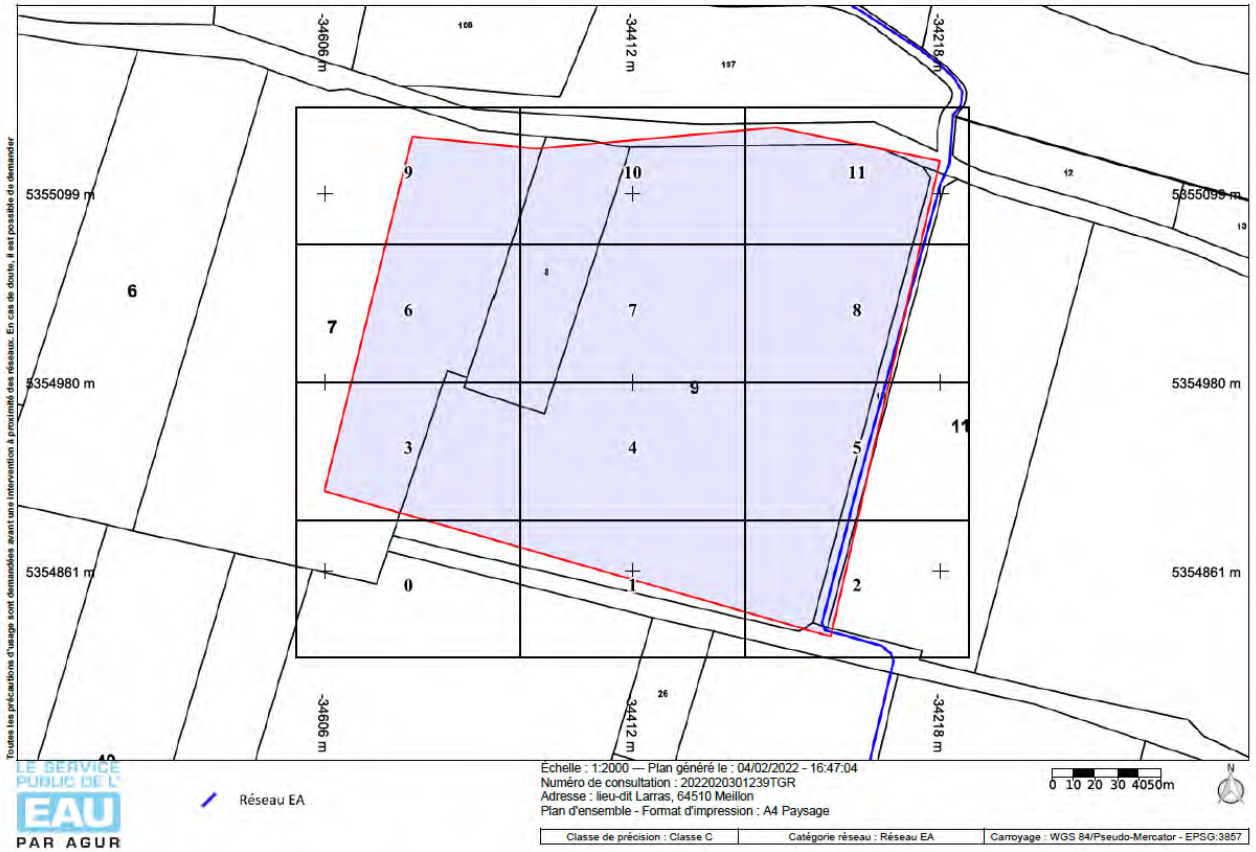 Toutes les précautions d'usage sont demandées avant une intervention à proximité des réseaux. En cas de doute, il est possible de demander
-34606 m
-34412 m
-34218 m
108
107
12
13
5355099 m
5355099 m
9
10
11
8
6
7
6
7
8
5354980 m
5354980 m
9
11
3
4
5
5354861 m
5354861 m
0
1
2
26
-34606 m
-34412 m
-34218 m
LE SERVICE
PUBLIC DE L'
EAU
PAR AGUR
Réseau EA
Échelle : 1:2000 --- Plan généré le : 04/02/2022 - 16:47:04
Numéro de consultation : 2022020301239TGR
Adresse : lieu-dit Larras, 64510 Meillon
Plan d'ensemble - Format d'impression : A4 Paysage
0 10 20 30 4050m
N
Classe de précision : Classe C
Catégorie réseau : Réseau EA
Carroyage : WGS 84/Pseudo-Mercator - EPSG:3857